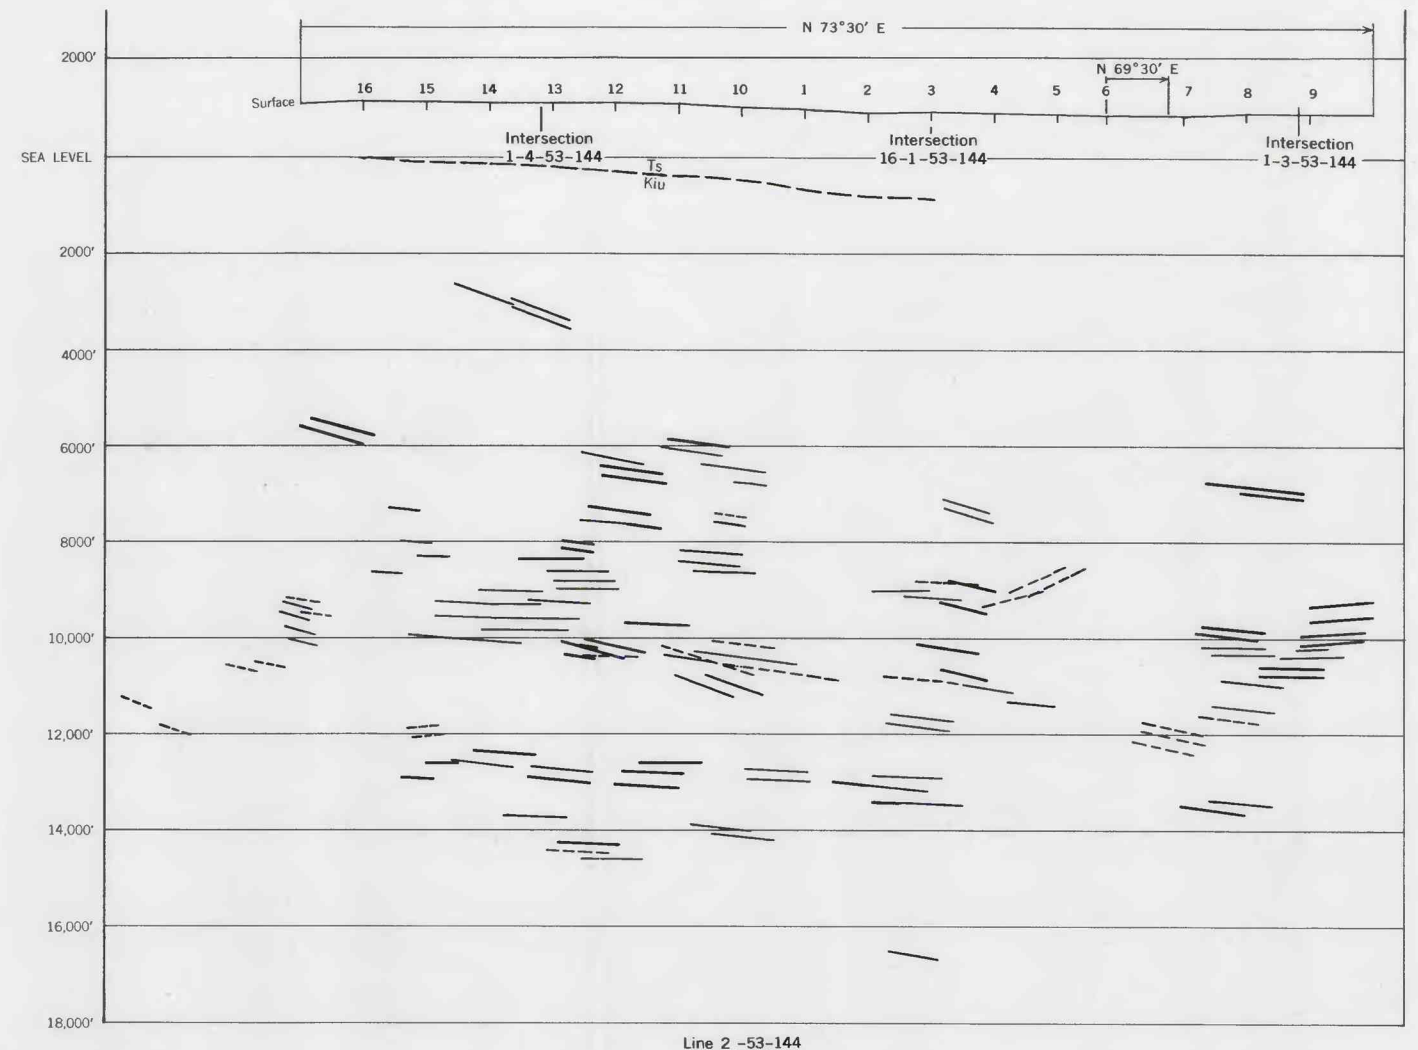 N 73°30′ E
2000′
N 69°30′ E
16 15 14 13 12 11 10 1 2 3 4 5 6 7 8 9
Surface
Intersection
1-4-53-144
Intersection
16-1-53-144
Intersection
1-3-53-144
SEA LEVEL
Ts
Kiu
2000′
4000′
6000′
8000′
10,000′
12,000′
14,000′
16,000′
18,000′
Line 2 -53-144